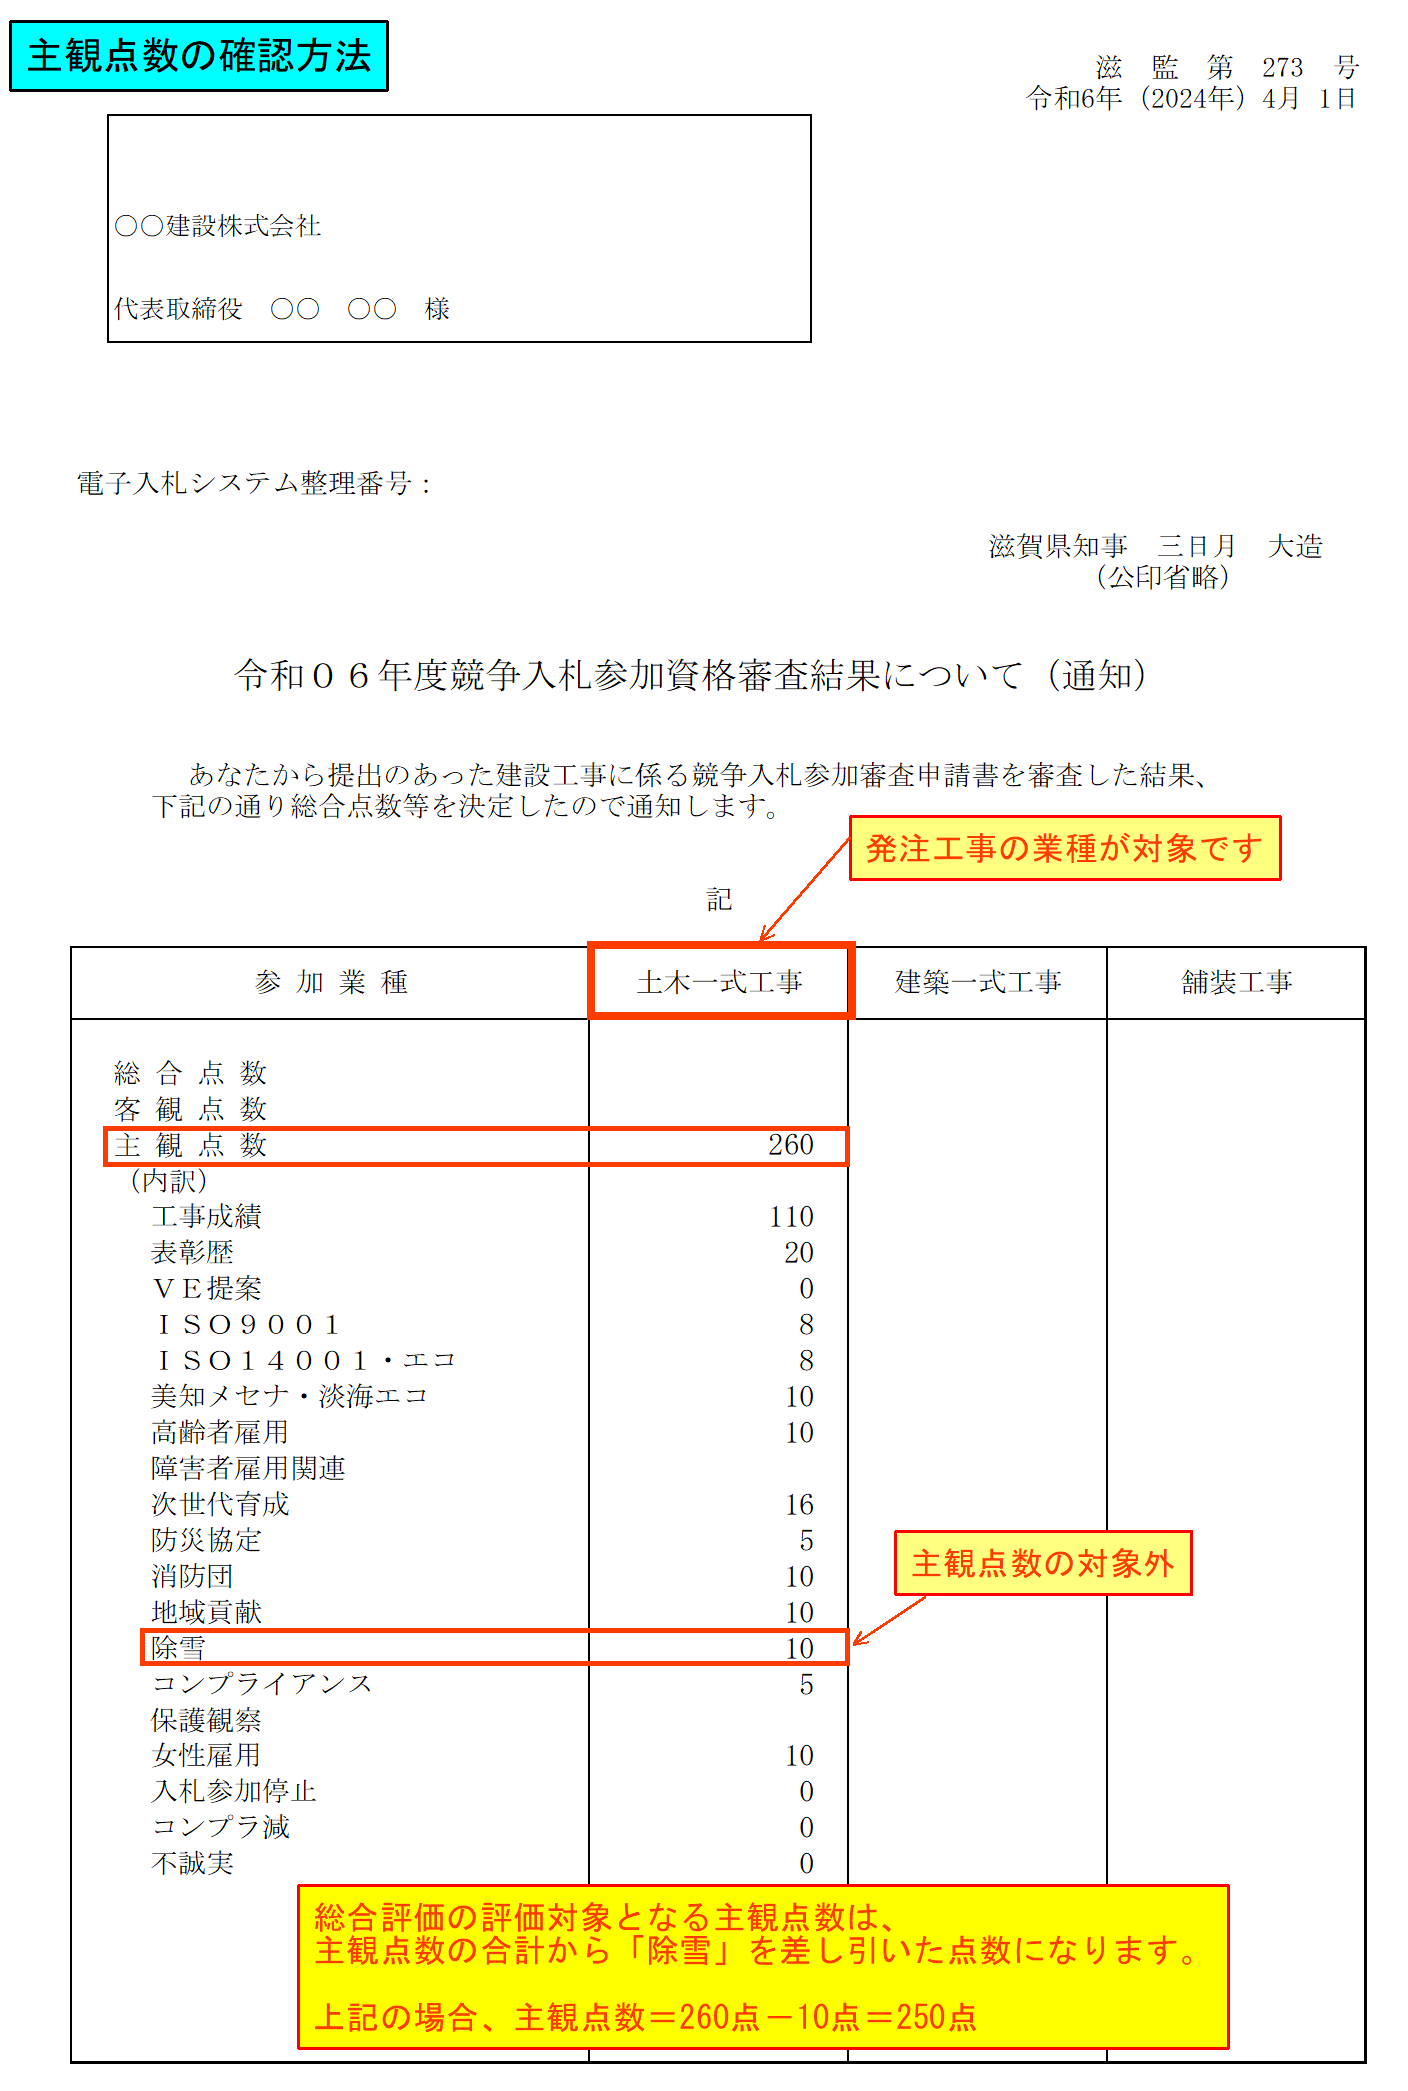 主観点数の確認方法
滋　監　第　273　号
令和6年（2024年）4月 1日
〇〇建設株式会社
代表取締役　〇〇　〇〇　様
電子入札システム整理番号：
滋賀県知事　三日月　大造
（公印省略）
令和０６年度競争入札参加資格審査結果について（通知）
あなたから提出のあった建設工事に係る競争入札参加審査申請書を審査した結果、
下記の通り総合点数等を決定したので通知します。
発注工事の業種が対象です
記
参 加 業 種　土木一式工事　建築一式工事　舗装工事
総 合 点 数
客 観 点 数
主 観 点 数　260
（内訳）
工事成績　110
表彰歴　20
ＶＥ提案　0
ＩＳＯ９００１　8
ＩＳＯ１４００１・エコ　8
美知メセナ・淡海エコ　10
高齢者雇用　10
障害者雇用関連
次世代育成　16
防災協定　5
主観点数の対象外
消防団　10
地域貢献　10
除雪　10
コンプライアンス　5
保護観察
女性雇用　10
入札参加停止　0
コンプラ減　0
不誠実　0
総合評価の評価対象となる主観点数は、
主観点数の合計から「除雪」を差し引いた点数になります。
上記の場合、主観点数＝260点－10点＝250点